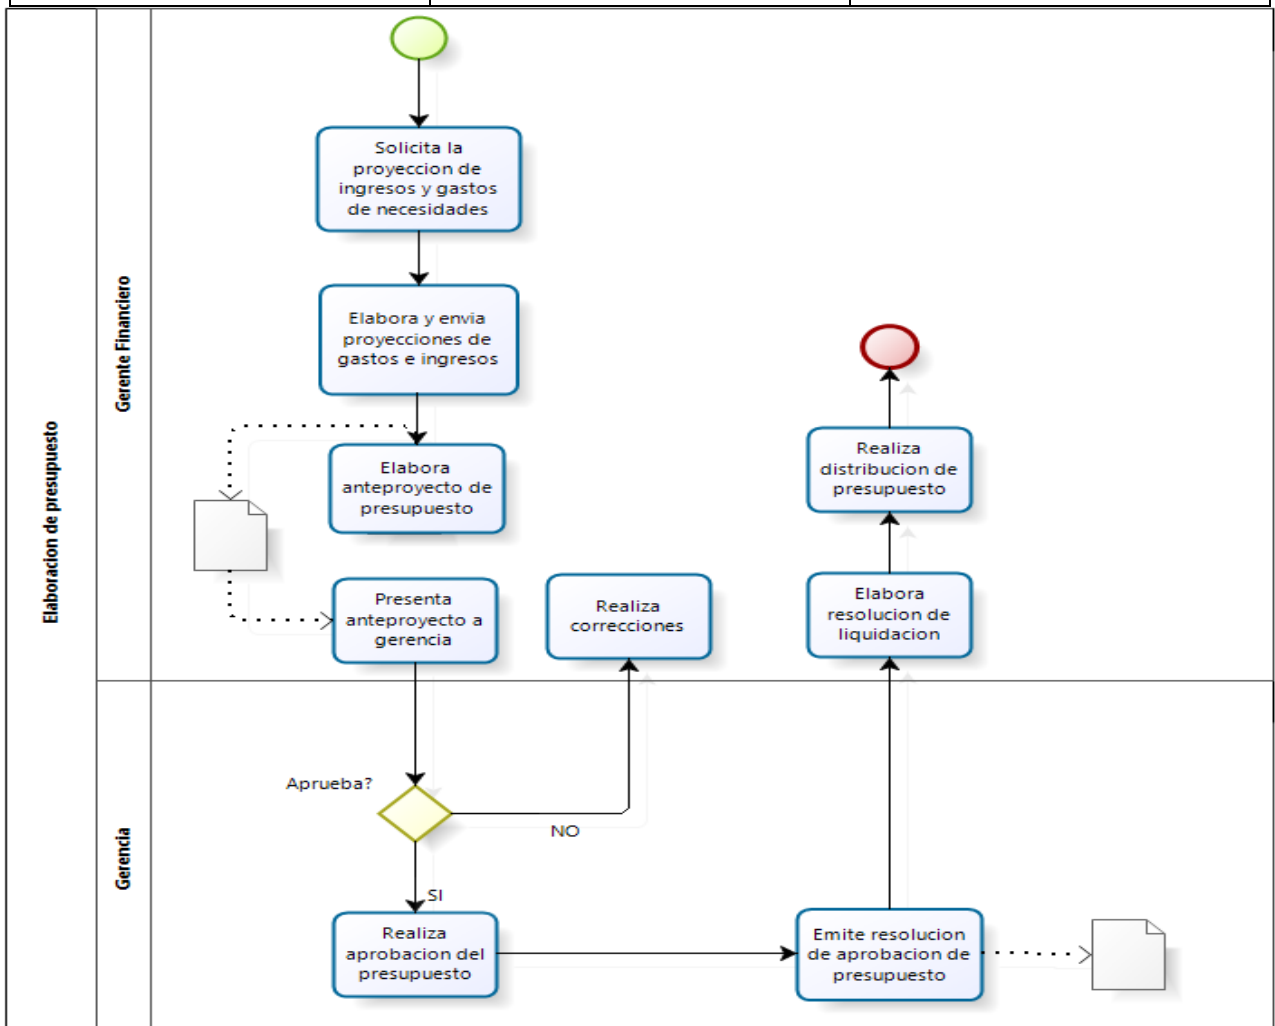 Elaboracion de presupuesto
Gerente Financiero
Solicita la
proyeccion de
ingresos y gastos
de necesidades
Elabora y envia
proyecciones de
gastos e ingresos
Elabora
anteproyecto de
presupuesto
Presenta
anteproyecto a
gerencia
Realiza
correcciones
Realiza
distribucion de
presupuesto
Elabora
resolucion de
liquidacion
Gerencia
Aprueba?
NO
SI
Realiza
aprobacion del
presupuesto
Emite resolucion
de aprobacion de
presupuesto